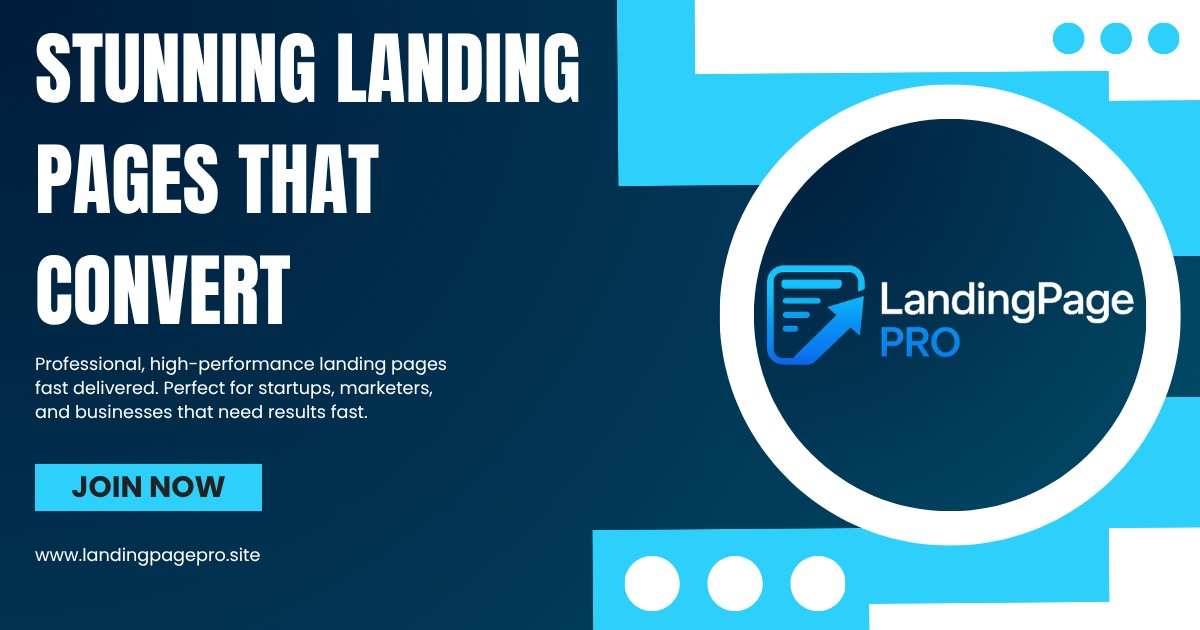 STUNNING LANDING
PAGES THAT
CONVERT
Professional, high-performance landing pages
fast delivered. Perfect for startups, marketers,
and businesses that need results fast.
JOIN NOW
www.landingpagepro.site
LandingPage
PRO